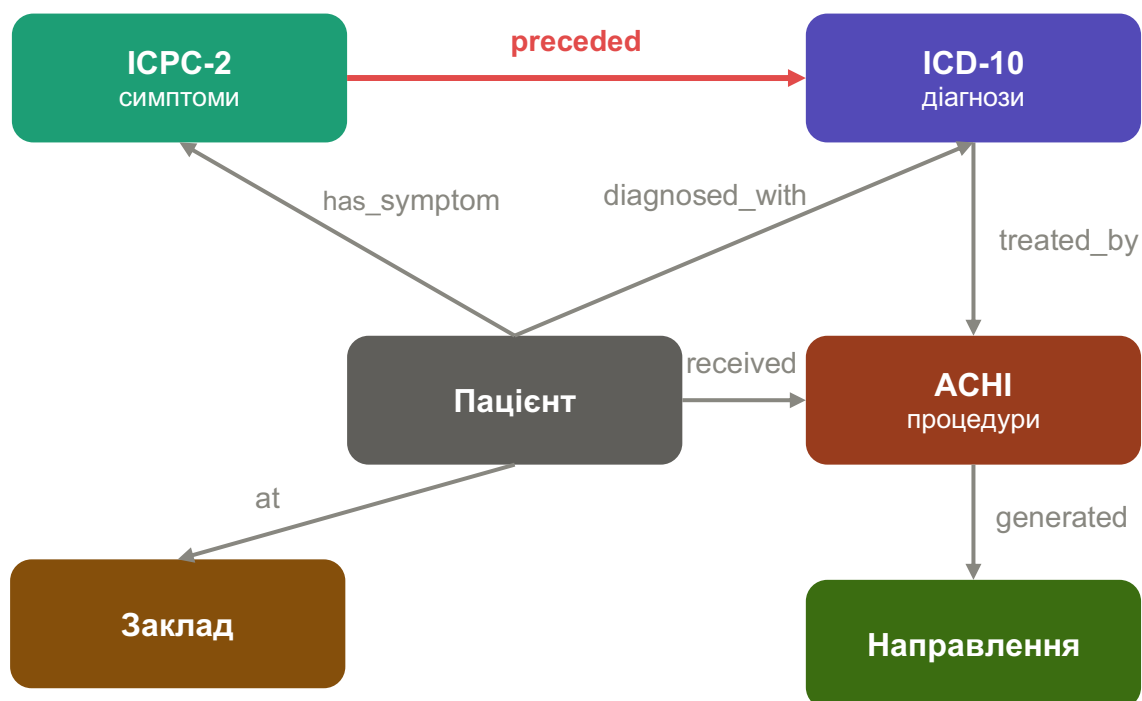 ICPC-2
симптоми
preceded
ICD-10
діагнози
has_symptom
diagnosed_with
treated_by
Пацієнт
received
ACHI
процедури
at
generated
Заклад
Направлення